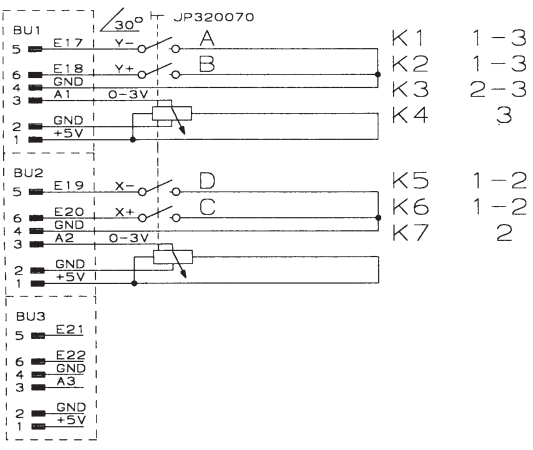 30° JP320070
BU1
5 E17 Y- A
6 E18 Y+ B
4 GND
3 A1 0-3V
2 GND
1 +5V
K1 1-3
K2 1-3
K3 2-3
K4 3
BU2
5 E19 X- D
6 E20 X+ C
4 GND
3 A2 0-3V
2 GND
1 +5V
K5 1-2
K6 1-2
K7 2
BU3
5 E21
6 E22
4 GND
3 A3
2 GND
1 +5V